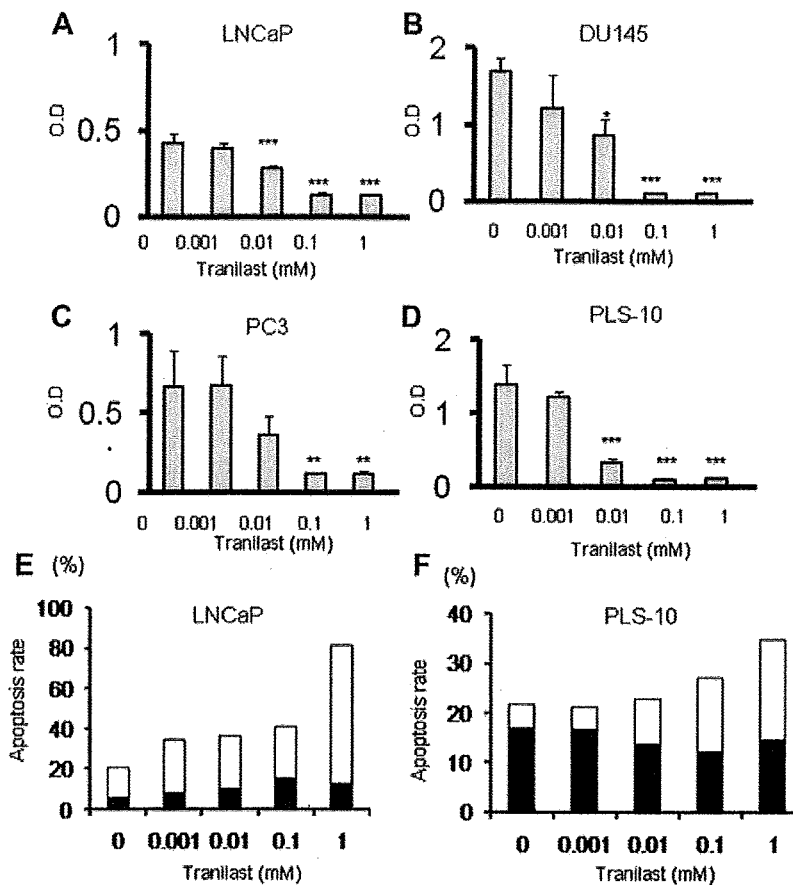 A LNCaP
1
0.5
0
O.D
***
***
***
0 0.001 0.01 0.1 1
Tranilast (mM)
B DU145
2
1
0
O.D
*
***
***
0 0.001 0.01 0.1 1
Tranilast (mM)
C PC3
1
0.5
0
O.D
**
**
0 0.001 0.01 0.1 1
Tranilast (mM)
D PLS-10
2
1
0
O.D
***
***
***
0 0.001 0.01 0.1 1
Tranilast (mM)
E (%)
LNCaP
100
80
60
40
20
0
Apoptosis rate
0 0.001 0.01 0.1 1
Tranilast (mM)
F (%)
PLS-10
40
30
20
10
0
Apoptosis rate
0 0.001 0.01 0.1 1
Tranilast (mM)